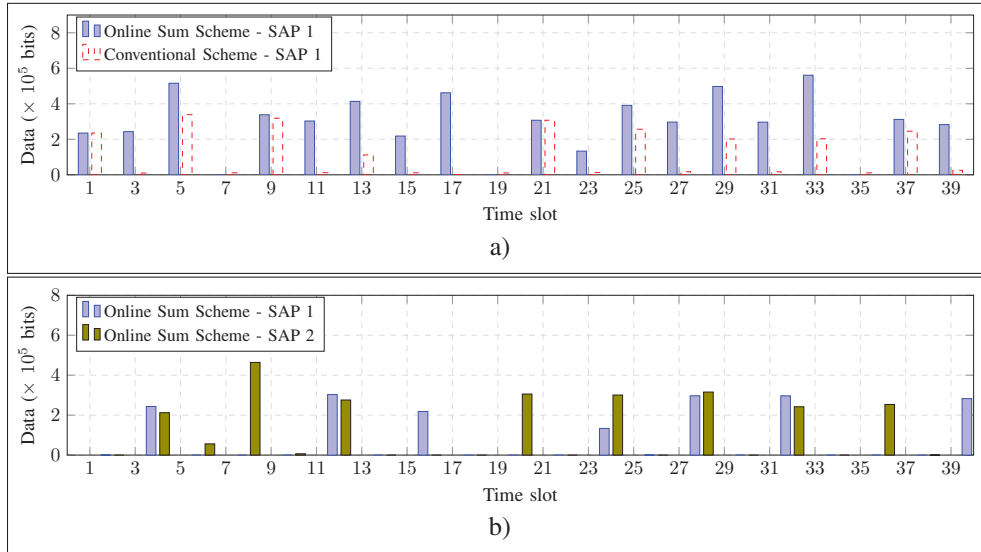 Data (× 10⁵ bits)
8
6
4
2
0
Online Sum Scheme - SAP 1
Conventional Scheme - SAP 1
1 3 5 7 9 11 13 15 17 19 21 23 25 27 29 31 33 35 37 39
Time slot
a)
Data (× 10⁵ bits)
8
6
4
2
0
Online Sum Scheme - SAP 1
Online Sum Scheme - SAP 2
1 3 5 7 9 11 13 15 17 19 21 23 25 27 29 31 33 35 37 39
Time slot
b)